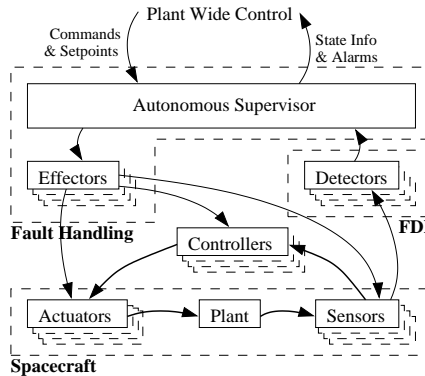 Plant Wide Control
Commands
& Setpoints
State Info
& Alarms
Autonomous Supervisor
Effectors
Detectors
Fault Handling
FDI
Controllers
Actuators
Plant
Sensors
Spacecraft